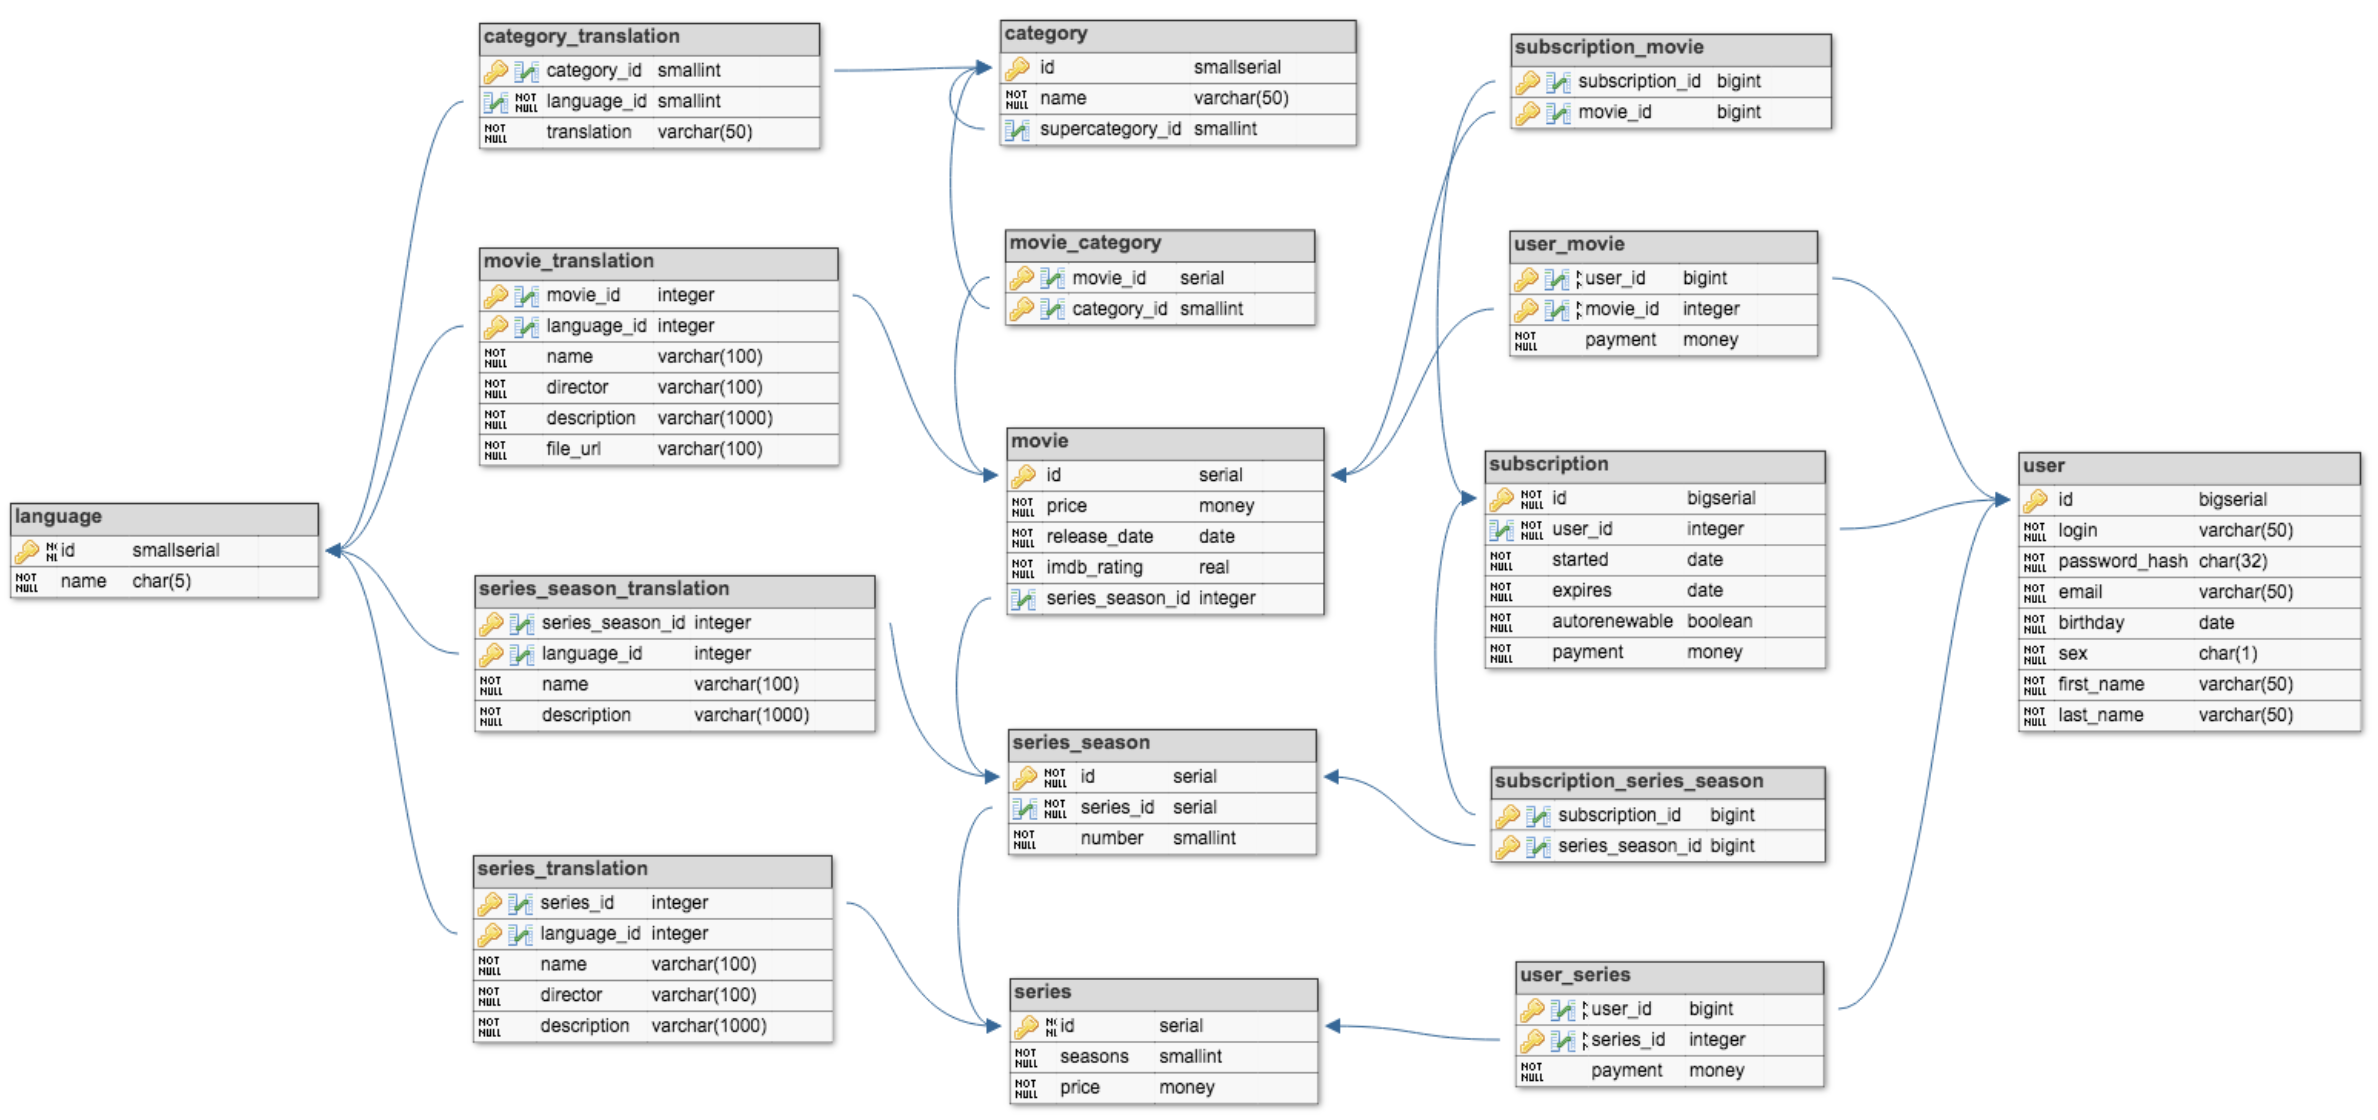 category_translation
category_id smallint
NOT NULL language_id smallint
NOT NULL translation varchar(50)
category
id smallserial
NOT NULL name varchar(50)
supercategory_id smallint
subscription_movie
subscription_id bigint
movie_id bigint
movie_translation
movie_id integer
language_id integer
NOT NULL name varchar(100)
NOT NULL director varchar(100)
NOT NULL description varchar(1000)
NOT NULL file_url varchar(100)
movie_category
movie_id serial
category_id smallint
user_movie
user_id bigint
movie_id integer
NOT NULL payment money
movie
id serial
NOT NULL price money
NOT NULL release_date date
NOT NULL imdb_rating real
series_season_id integer
subscription
NOT NULL id bigserial
NOT NULL user_id integer
NOT NULL started date
NOT NULL expires date
NOT NULL autorenewable boolean
NOT NULL payment money
user
id bigserial
NOT NULL login varchar(50)
NOT NULL password_hash char(32)
NOT NULL email varchar(50)
NOT NULL birthday date
NOT NULL sex char(1)
NOT NULL first_name varchar(50)
NOT NULL last_name varchar(50)
language
id smallserial
NOT NULL name char(5)
series_season_translation
series_season_id integer
language_id integer
NOT NULL name varchar(100)
NOT NULL description varchar(1000)
series_season
NOT NULL id serial
NOT NULL series_id serial
NOT NULL number smallint
subscription_series_season
subscription_id bigint
series_season_id bigint
series_translation
series_id integer
language_id integer
NOT NULL name varchar(100)
NOT NULL director varchar(100)
NOT NULL description varchar(1000)
series
id serial
NOT NULL seasons smallint
NOT NULL price money
user_series
user_id bigint
series_id integer
NOT NULL payment money